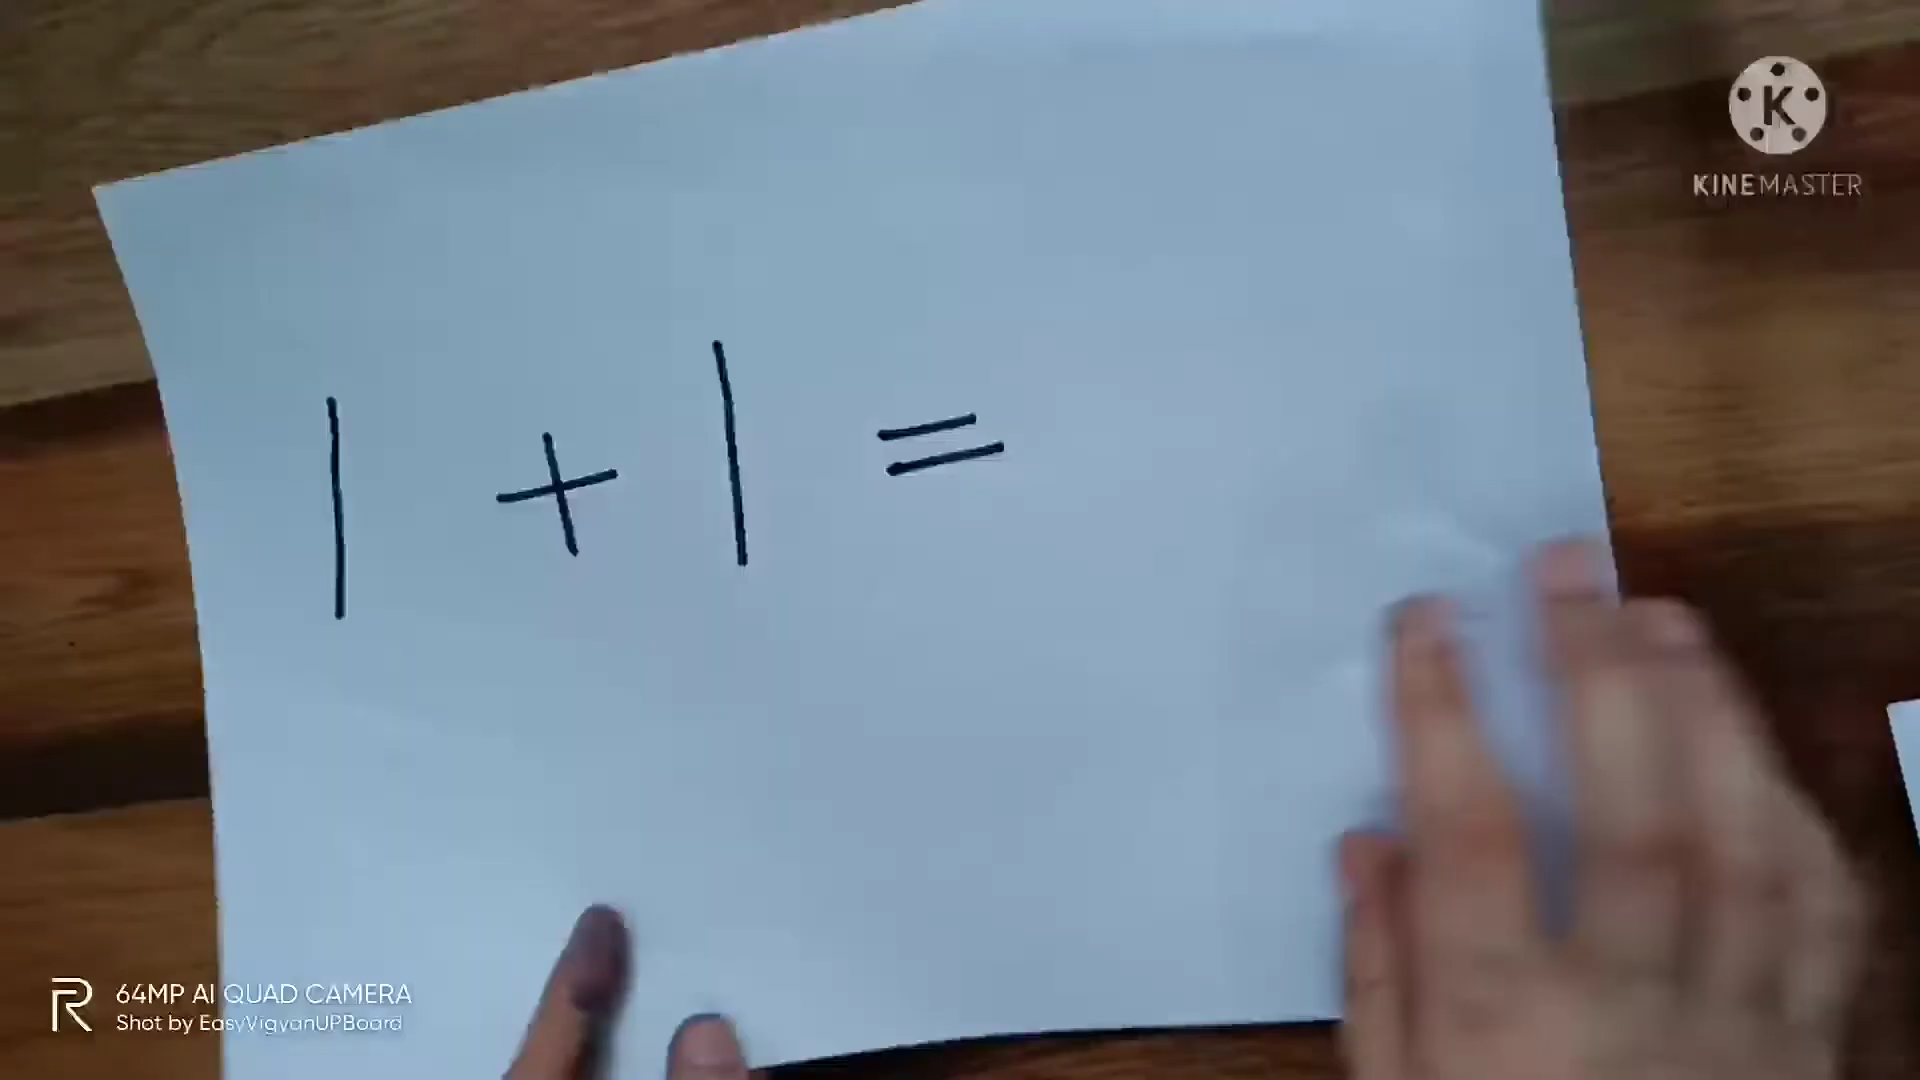 1 + 1 =
K
KINEMASTER
R
64MP AI QUAD CAMERA
Shot by EasyVigyanUPBoard